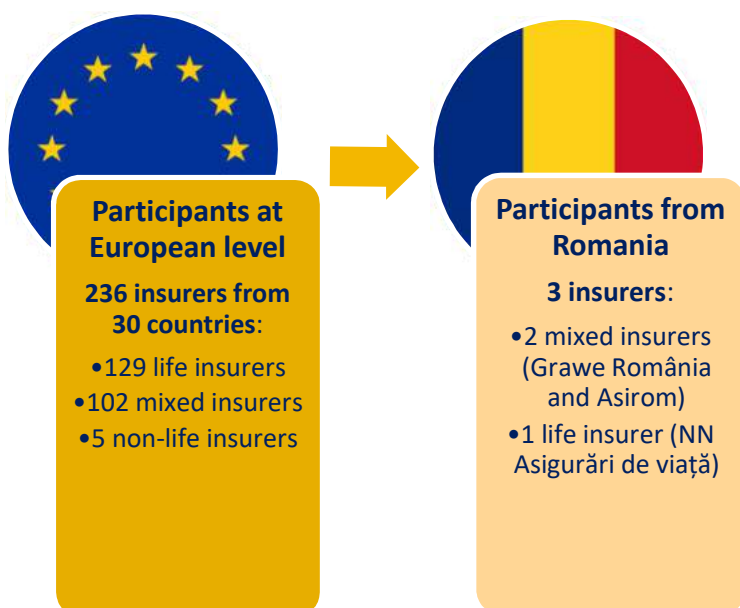 Participants at
European level
236 insurers from
30 countries:
•129 life insurers
•102 mixed insurers
•5 non-life insurers
Participants from
Romania
3 insurers:
•2 mixed insurers
(Grawe România
and Asirom)
•1 life insurer (NN
Asigurări de viață)